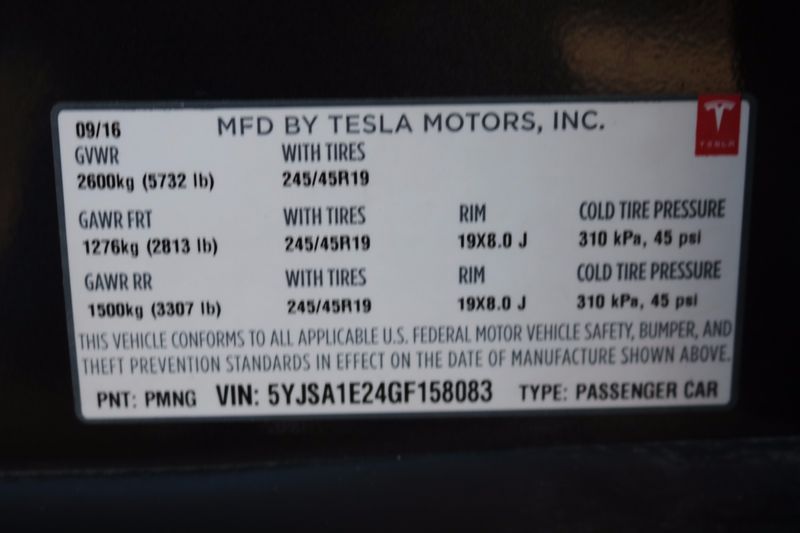 09/16 MFD BY TESLA MOTORS, INC.
TESLA
GVWR WITH TIRES
2600kg (5732 lb) 245/45R19
GAWR FRT WITH TIRES RIM COLD TIRE PRESSURE
1276kg (2813 lb) 245/45R19 19X8.0 J 310 kPa, 45 psi
GAWR RR WITH TIRES RIM COLD TIRE PRESSURE
1500kg (3307 lb) 245/45R19 19X8.0 J 310 kPa, 45 psi
THIS VEHICLE CONFORMS TO ALL APPLICABLE U.S. FEDERAL MOTOR VEHICLE SAFETY, BUMPER, AND
THEFT PREVENTION STANDARDS IN EFFECT ON THE DATE OF MANUFACTURE SHOWN ABOVE.
PNT: PMNG VIN: 5YJSA1E24GF158083 TYPE: PASSENGER CAR